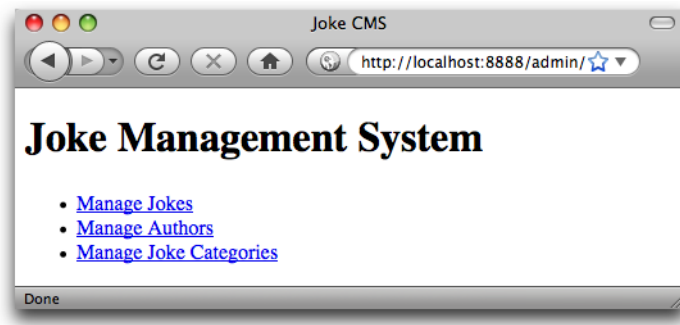 Joke CMS
http://localhost:8888/admin/
Joke Management System
Manage Jokes
Manage Authors
Manage Joke Categories
Done